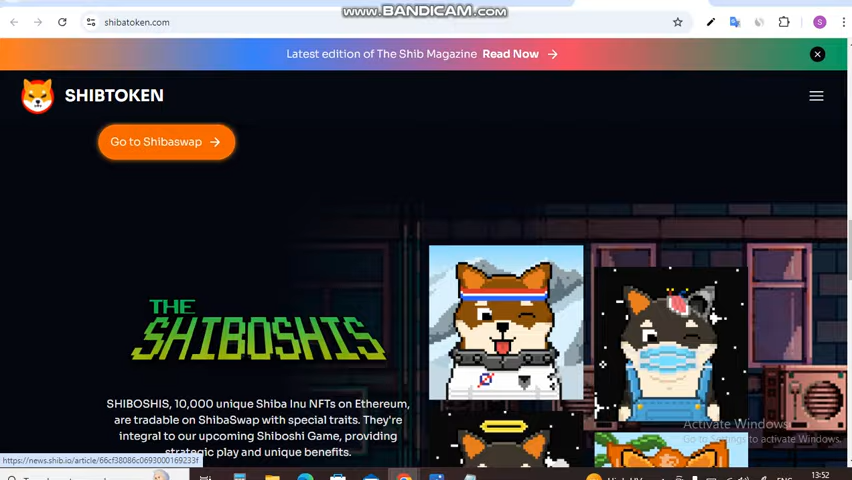 www.BANDICAM.com
shibatoken.com
S
Latest edition of The Shib Magazine Read Now →
SHIBTOKEN
Go to Shibaswap →
THE
SHIBOSHIS
SHIBOSHIS, 10,000 unique Shiba Inu NFTs on Ethereum,
are tradable on ShibaSwap with special traits. They're
integral to our upcoming Shiboshi Game, providing
strategic play and unique benefits.
Activate Windows
Go to Settings to activate Windows.
https://news.shib.io/article/66cf38086c0693000169233f
13:52